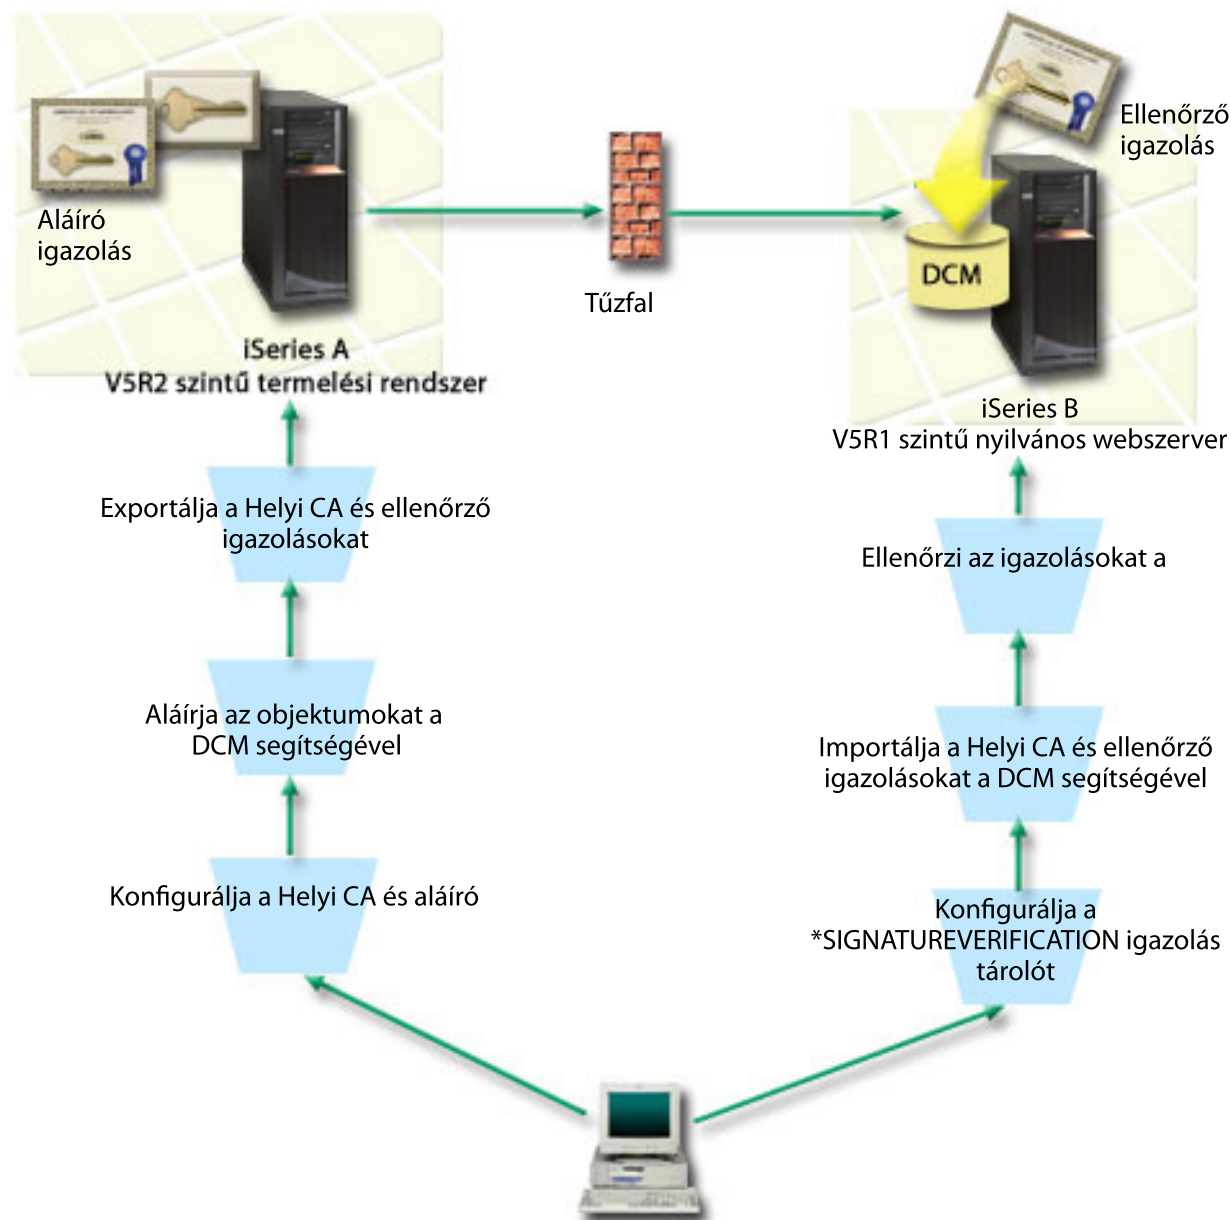 Ellenőrző
igazolás
Aláíró
igazolás
DCM
Tűzfal
iSeries A
V5R2 szintű termelési rendszer
iSeries B
V5R1 szintű nyilvános webszerver
Exportálja a Helyi CA és ellenőrző
igazolásokat
Ellenőrzi az igazolásokat a
Aláírja az objektumokat a
DCM segítségével
Importálja a Helyi CA és ellenőrző
igazolásokat a DCM segítségével
Konfigurálja a Helyi CA és aláíró
Konfigurálja a
*SIGNATUREVERIFICATION igazolás
tárolót